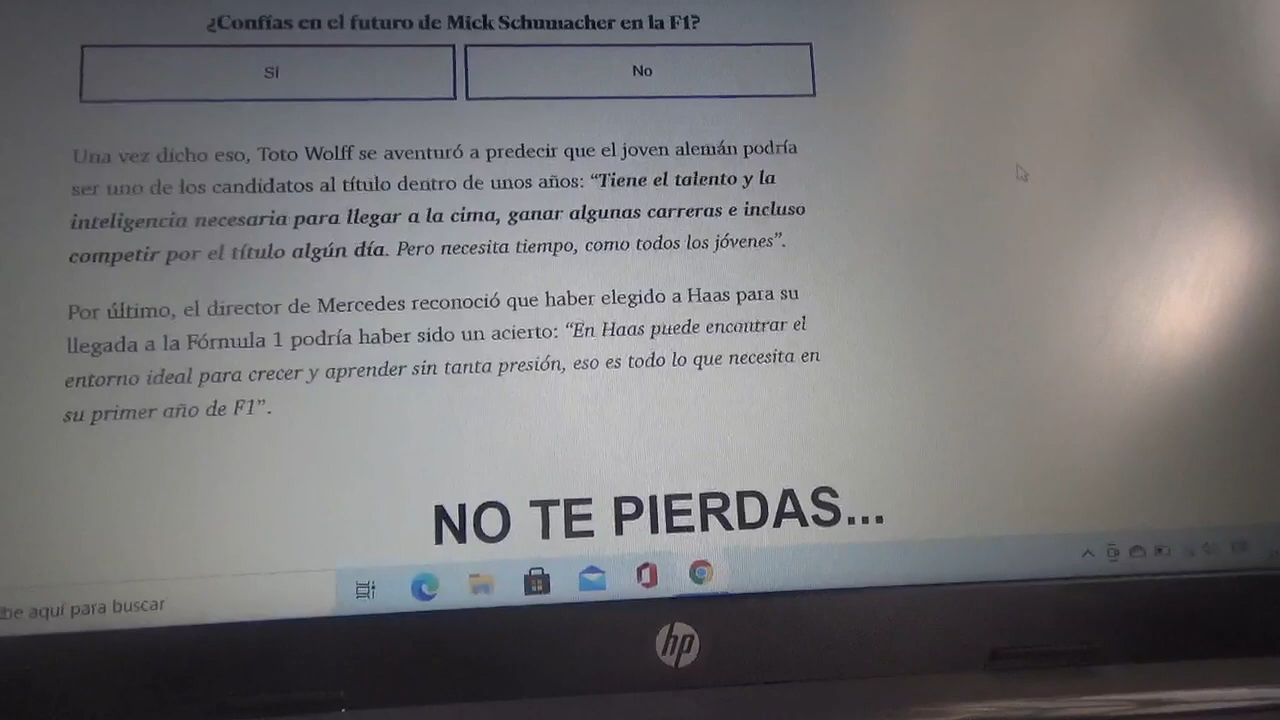 ¿Confías en el futuro de Mick Schumacher en la F1?
Sí
No
Una vez dicho eso, Toto Wolff se aventuró a predecir que el joven alemán podría
ser uno de los candidatos al título dentro de unos años: “Tiene el talento y la
inteligencia necesaria para llegar a la cima, ganar algunas carreras e incluso
competir por el título algún día. Pero necesita tiempo, como todos los jóvenes”.
Por último, el director de Mercedes reconoció que haber elegido a Haas para su
llegada a la Fórmula 1 podría haber sido un acierto: “En Haas puede encontrar el
entorno ideal para crecer y aprender sin tanta presión, eso es todo lo que necesita en
su primer año de F1”.
NO TE PIERDAS...
be aquí para buscar
hp